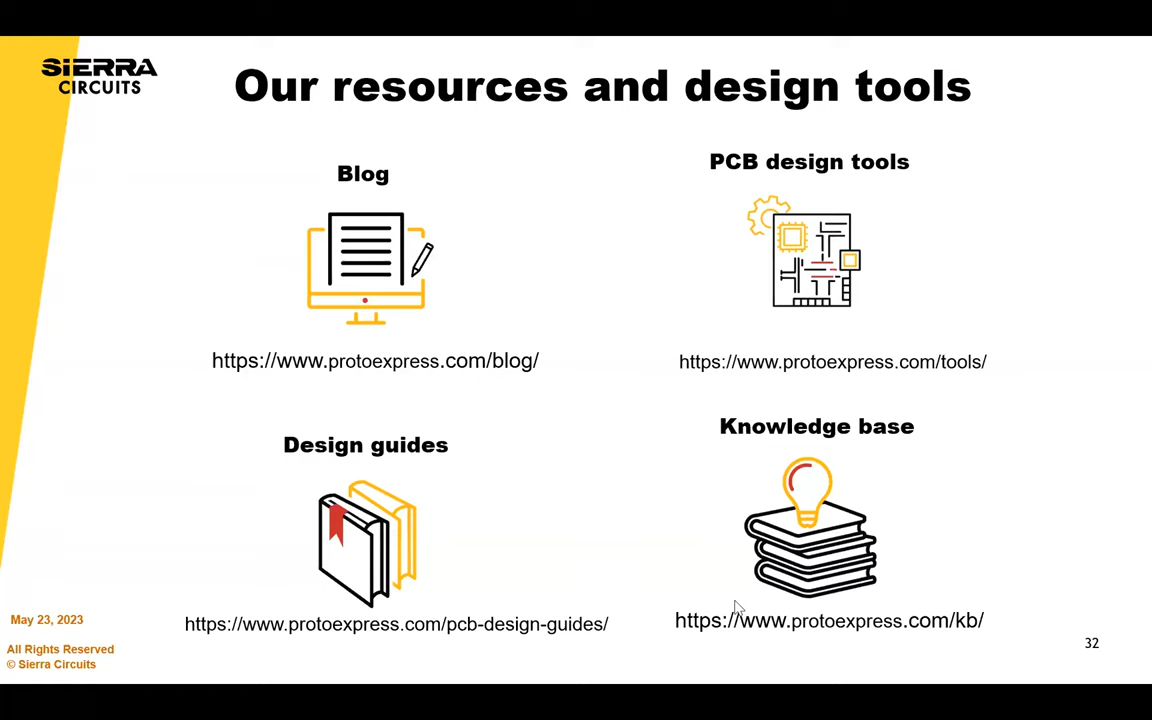 SIERRA
CIRCUITS
Our resources and design tools
Blog
https://www.protoexpress.com/blog/
PCB design tools
https://www.protoexpress.com/tools/
Design guides
https://www.protoexpress.com/pcb-design-guides/
Knowledge base
https://www.protoexpress.com/kb/
May 23, 2023
All Rights Reserved
© Sierra Circuits
32